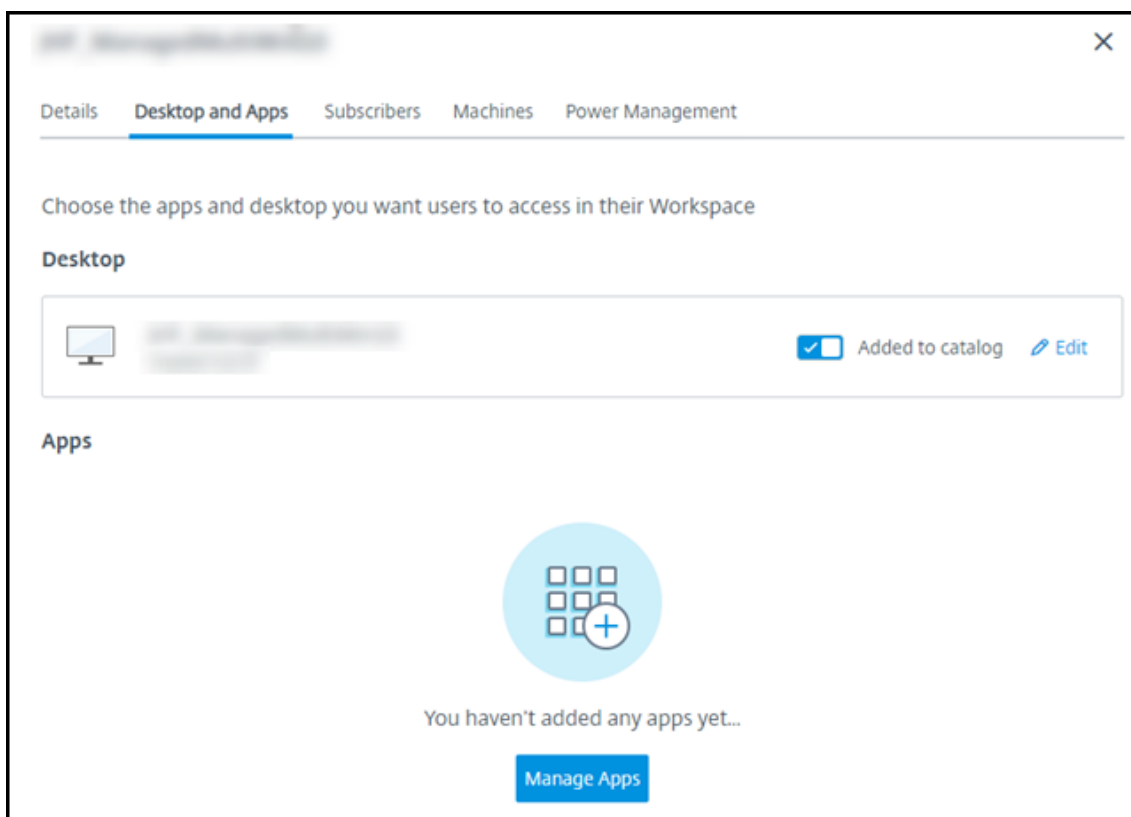 Details Desktop and Apps Subscribers Machines Power Management
Choose the apps and desktop you want users to access in their Workspace
Desktop
Added to catalog Edit
Apps
You haven't added any apps yet...
Manage Apps